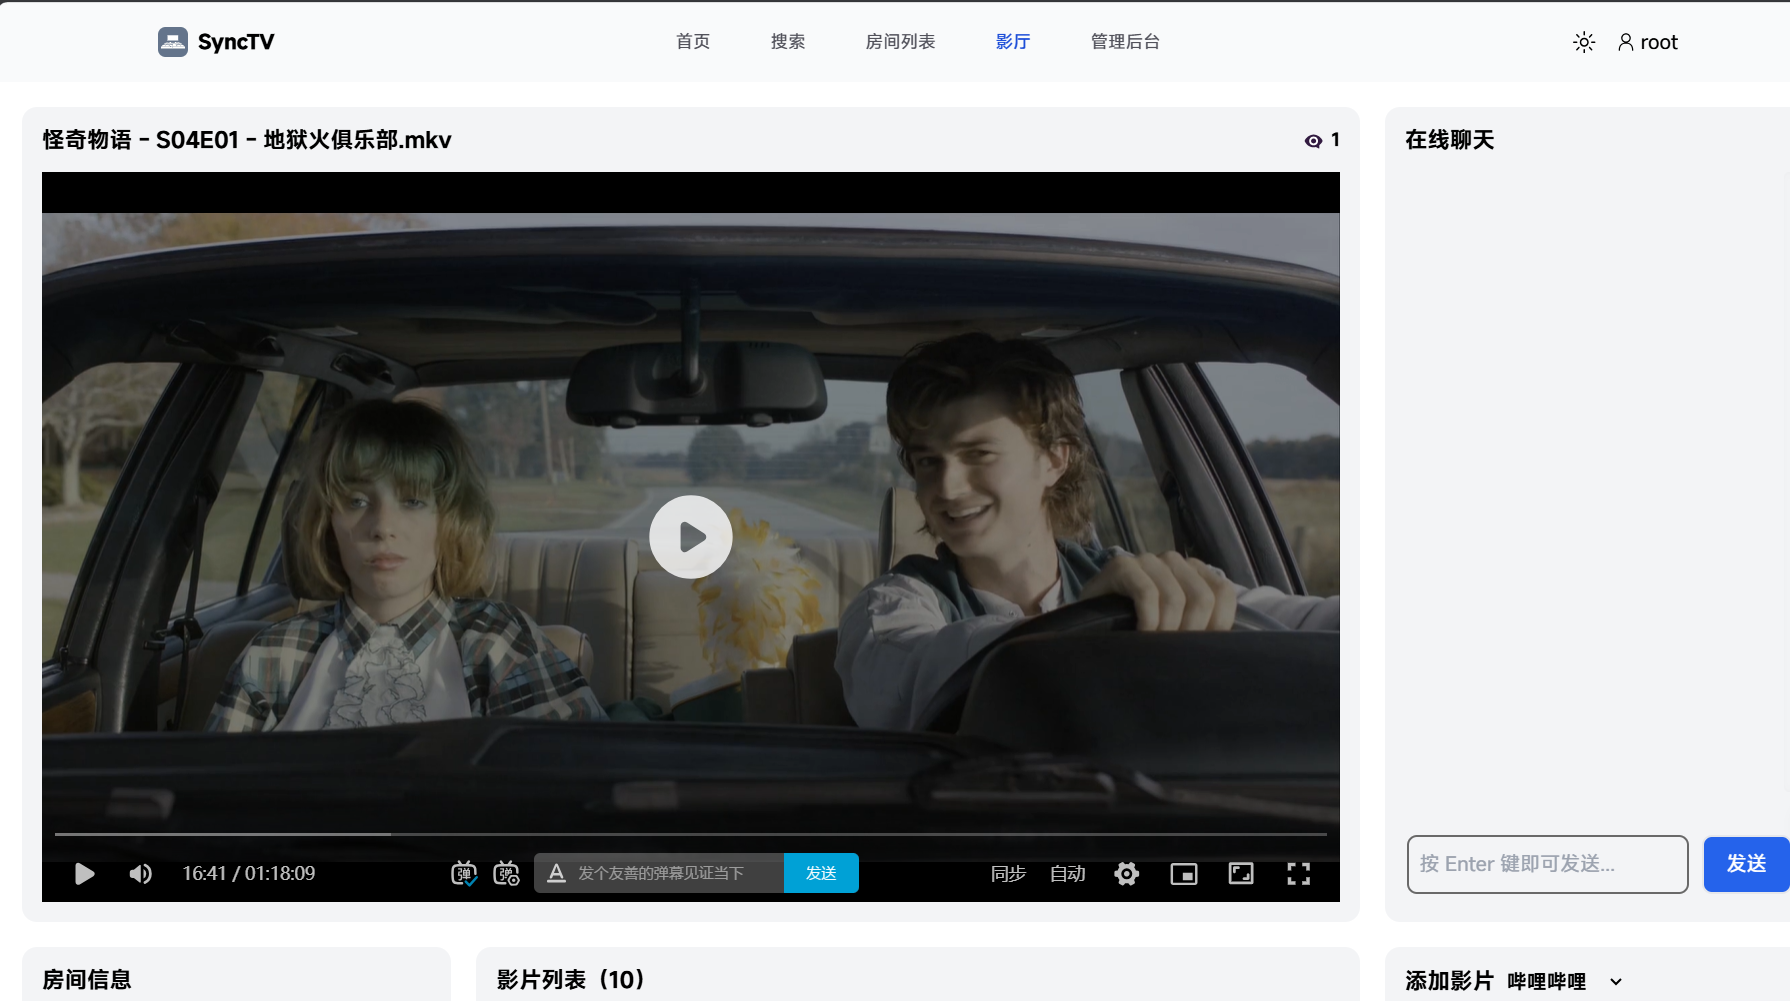 SyncTV
首页 搜索 房间列表 影厅 管理后台
root
怪奇物语 - S04E01 - 地狱火俱乐部.mkv
1
在线聊天
16:41 / 01:18:09
弹 弹
发个友善的弹幕见证当下
发送
同步 自动
按 Enter 键即可发送...
发送
房间信息
影片列表（10）
添加影片 哔哩哔哩